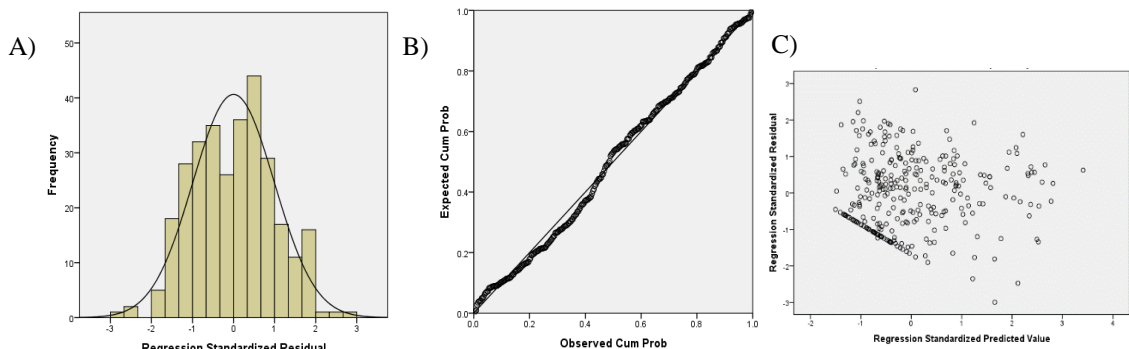 A)
50
40
30
20
10
0
Frequency
-3 -2 -1 0 1 2 3
Regression Standardized Residual
B)
1.0
0.8
0.6
0.4
0.2
0.0
Expected Cum Prob
0.0 0.2 0.4 0.6 0.8 1.0
Observed Cum Prob
C)
3
2
1
0
-1
-2
-3
Regression Standardized Residual
-2 -1 0 1 2 3 4
Regression Standardized Predicted Value